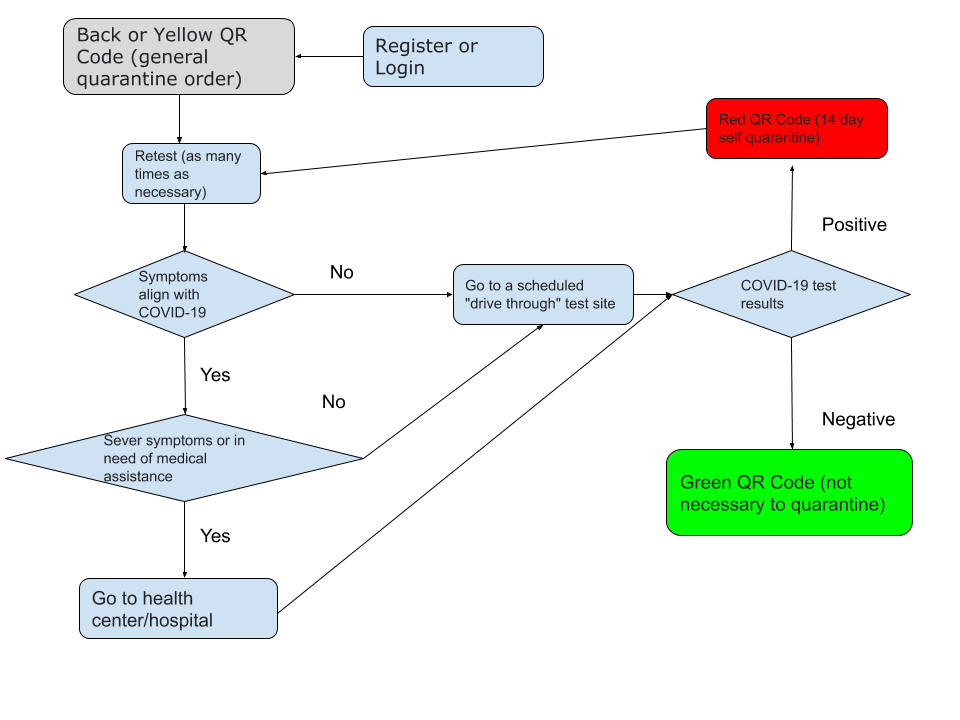 Back or Yellow QR
Code (general
quarantine order)
Register or
Login
Red QR Code (14 day
self quarantine)
Retest (as many
times as
necessary)
Positive
Symptoms
align with
COVID-19
No
Go to a scheduled
"drive through" test site
COVID-19 test
results
Yes
No
Negative
Sever symptoms or in
need of medical
assistance
Green QR Code (not
necessary to quarantine)
Yes
Go to health
center/hospital